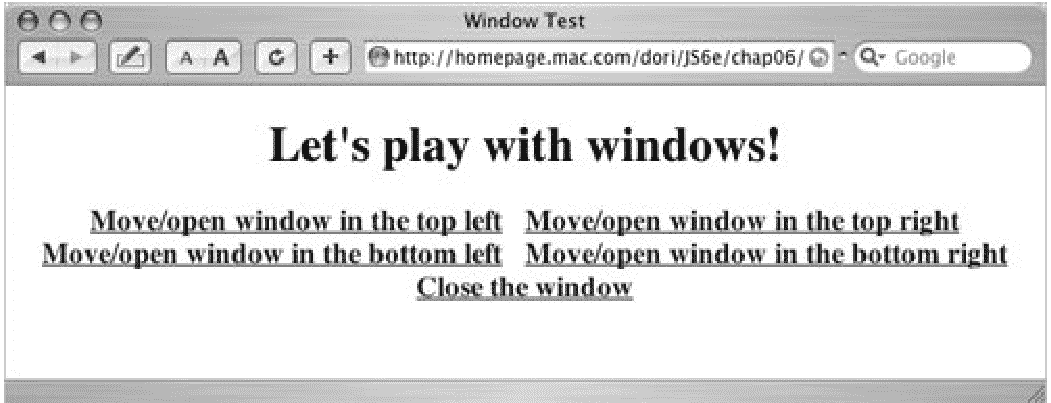 Window Test
A A
http://homepage.mac.com/dori/JS6e/chap06/
Google
Let's play with windows!
Move/open window in the top left Move/open window in the top right
Move/open window in the bottom left Move/open window in the bottom right
Close the window